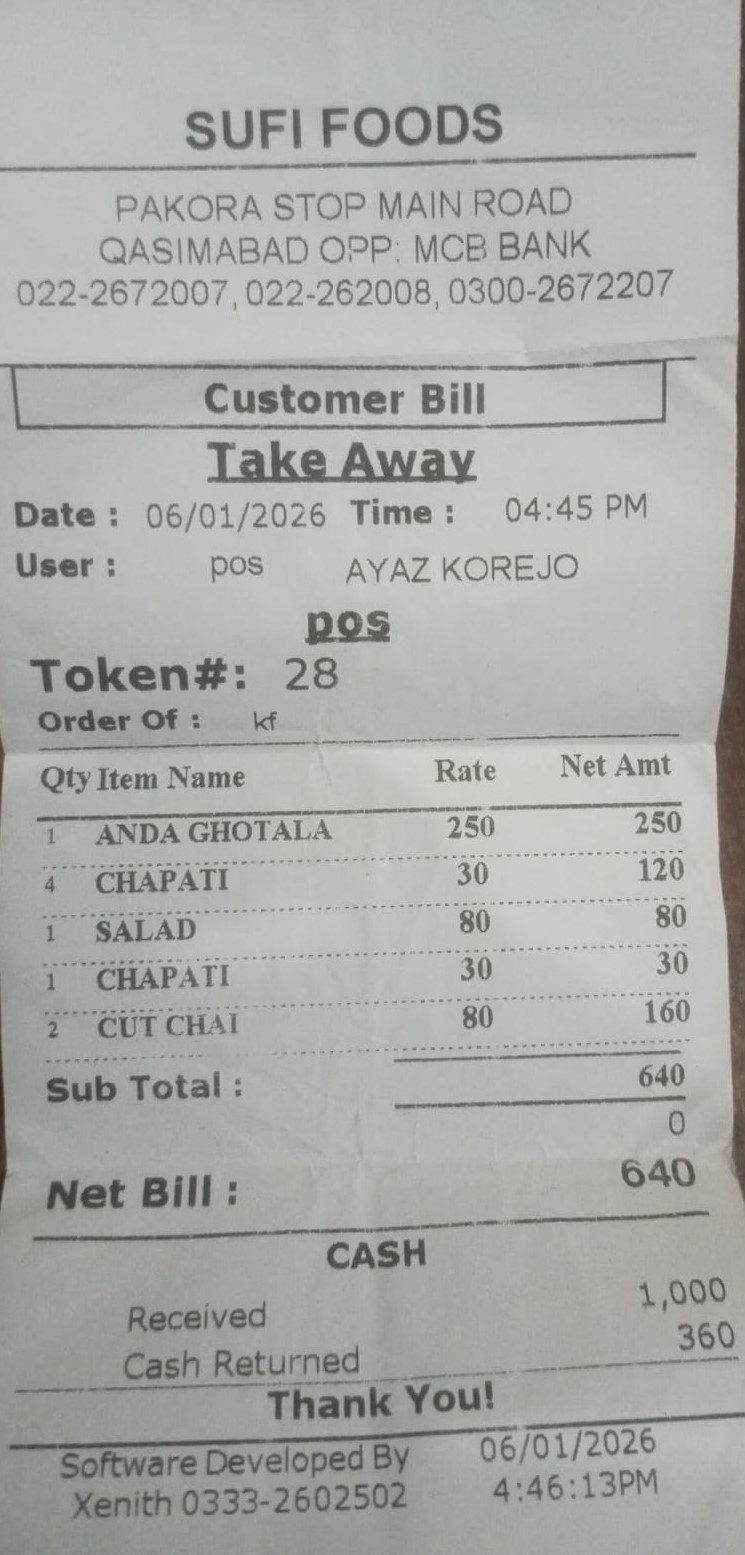 SUFI FOODS
PAKORA STOP MAIN ROAD
QASIMABAD OPP: MCB BANK
022-2672007, 022-262008, 0300-2672207
Customer Bill
Take Away
Date : 06/01/2026 Time : 04:45 PM
User : pos AYAZ KOREJO
pos
Token#: 28
Order Of : kf
Qty Item Name Rate Net Amt
1 ANDA GHOTALA 250 250
4 CHAPATI 30 120
1 SALAD 80 80
1 CHAPATI 30 30
2 CUT CHAI 80 160
Sub Total : 640
0
Net Bill : 640
CASH
Received 1,000
Cash Returned 360
Thank You!
Software Developed By 06/01/2026
Xenith 0333-2602502 4:46:13PM